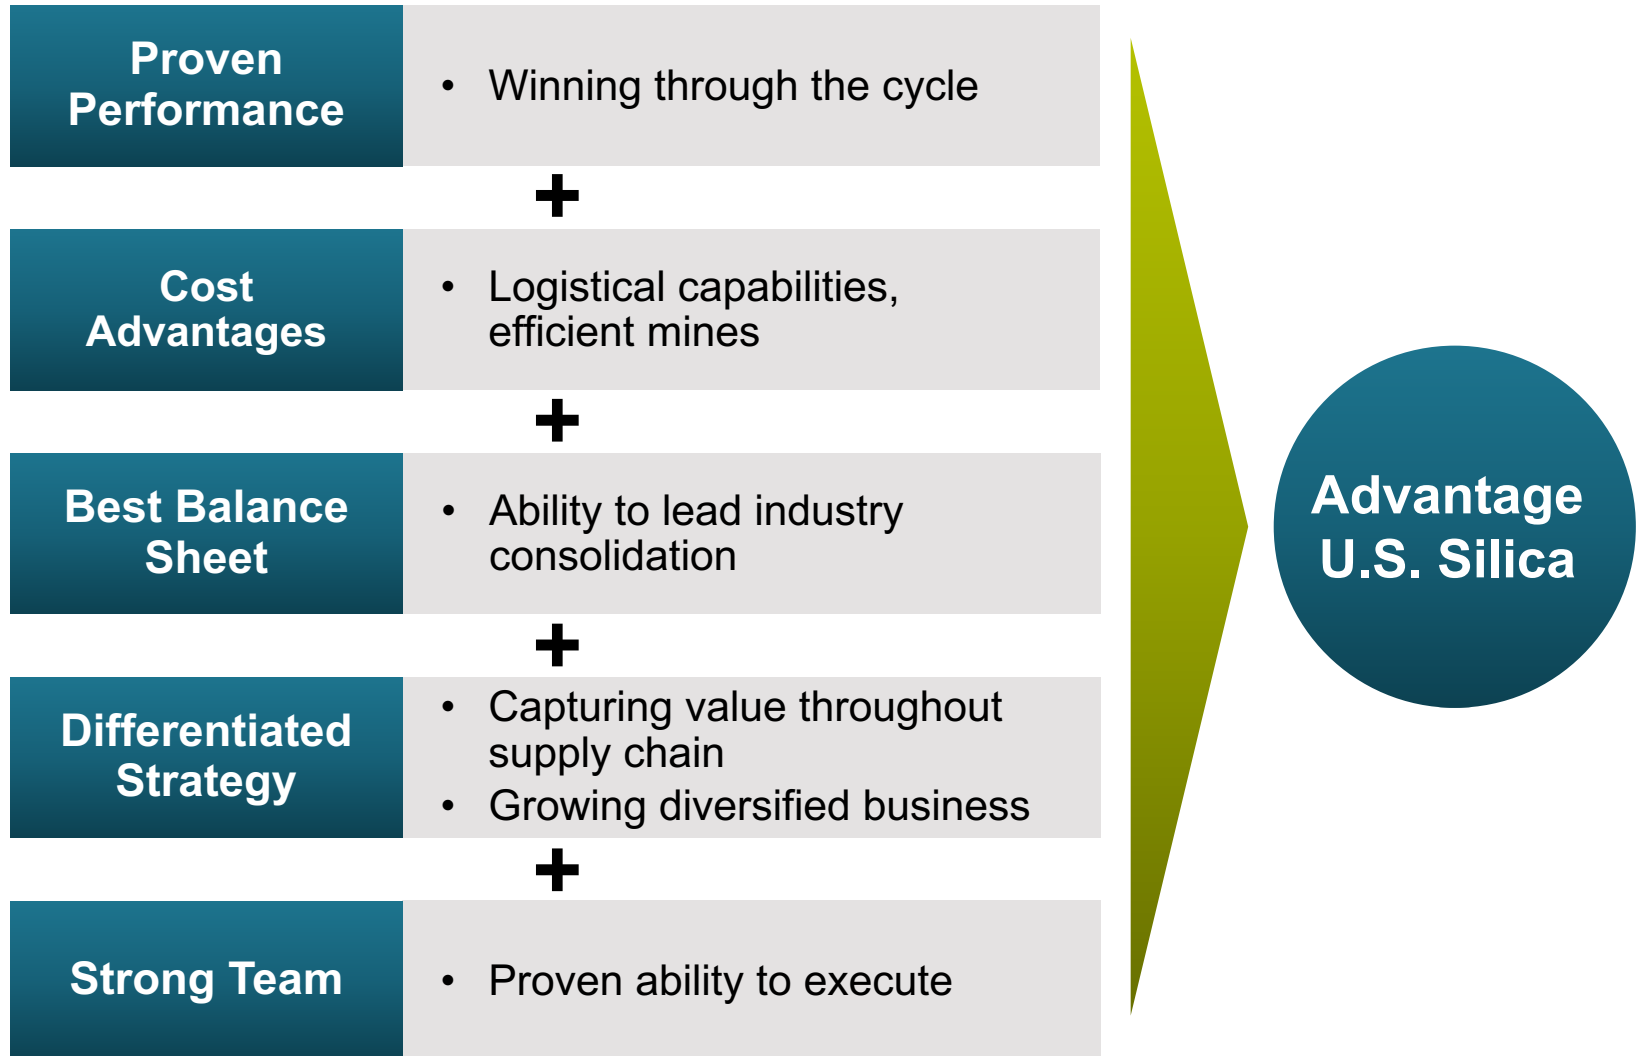 Proven
Performance
• Winning through the cycle
+
Cost
Advantages
• Logistical capabilities,
efficient mines
+
Best Balance
Sheet
• Ability to lead industry
consolidation
+
Differentiated
Strategy
• Capturing value throughout
supply chain
• Growing diversified business
+
Strong Team
• Proven ability to execute
Advantage
U.S. Silica